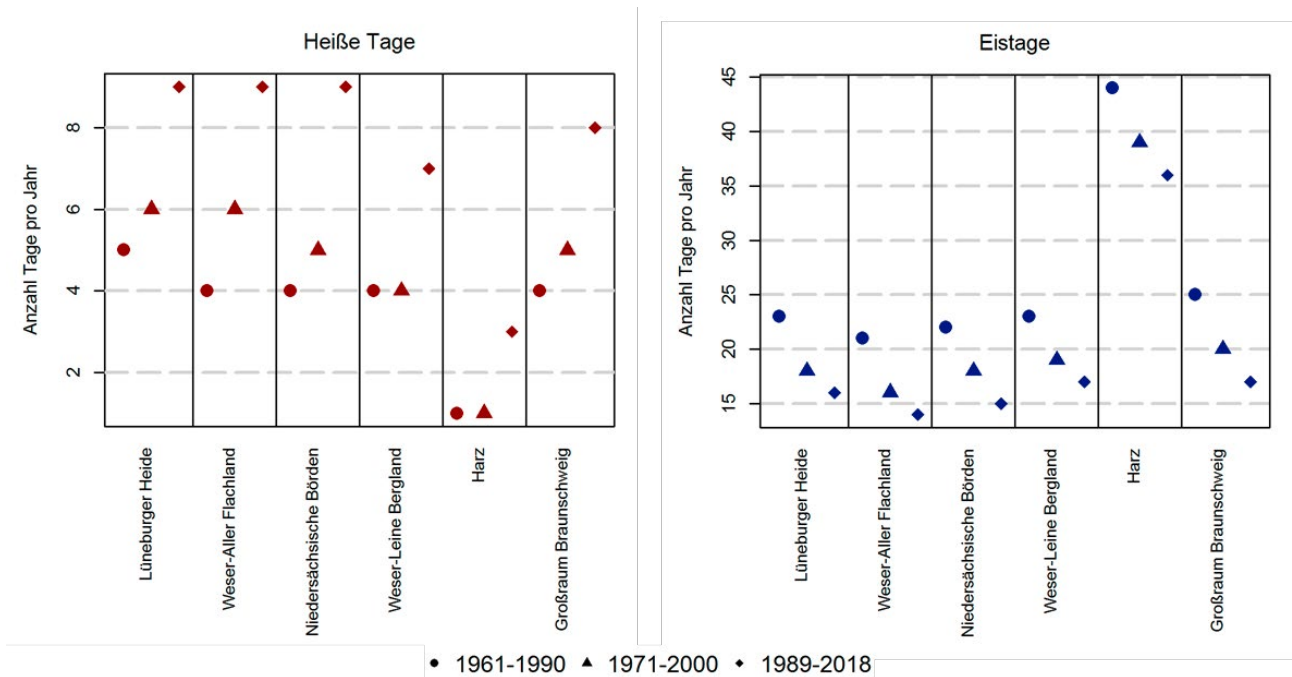 Heiße Tage
Anzahl Tage pro Jahr
8
6
4
2
Lüneburger Heide
Weser-Aller Flachland
Niedersächsische Börden
Weser-Leine Bergland
Harz
Großraum Braunschweig
Eistage
Anzahl Tage pro Jahr
45
40
35
30
25
20
15
Lüneburger Heide
Weser-Aller Flachland
Niedersächsische Börden
Weser-Leine Bergland
Harz
Großraum Braunschweig
1961-1990 1971-2000 1989-2018